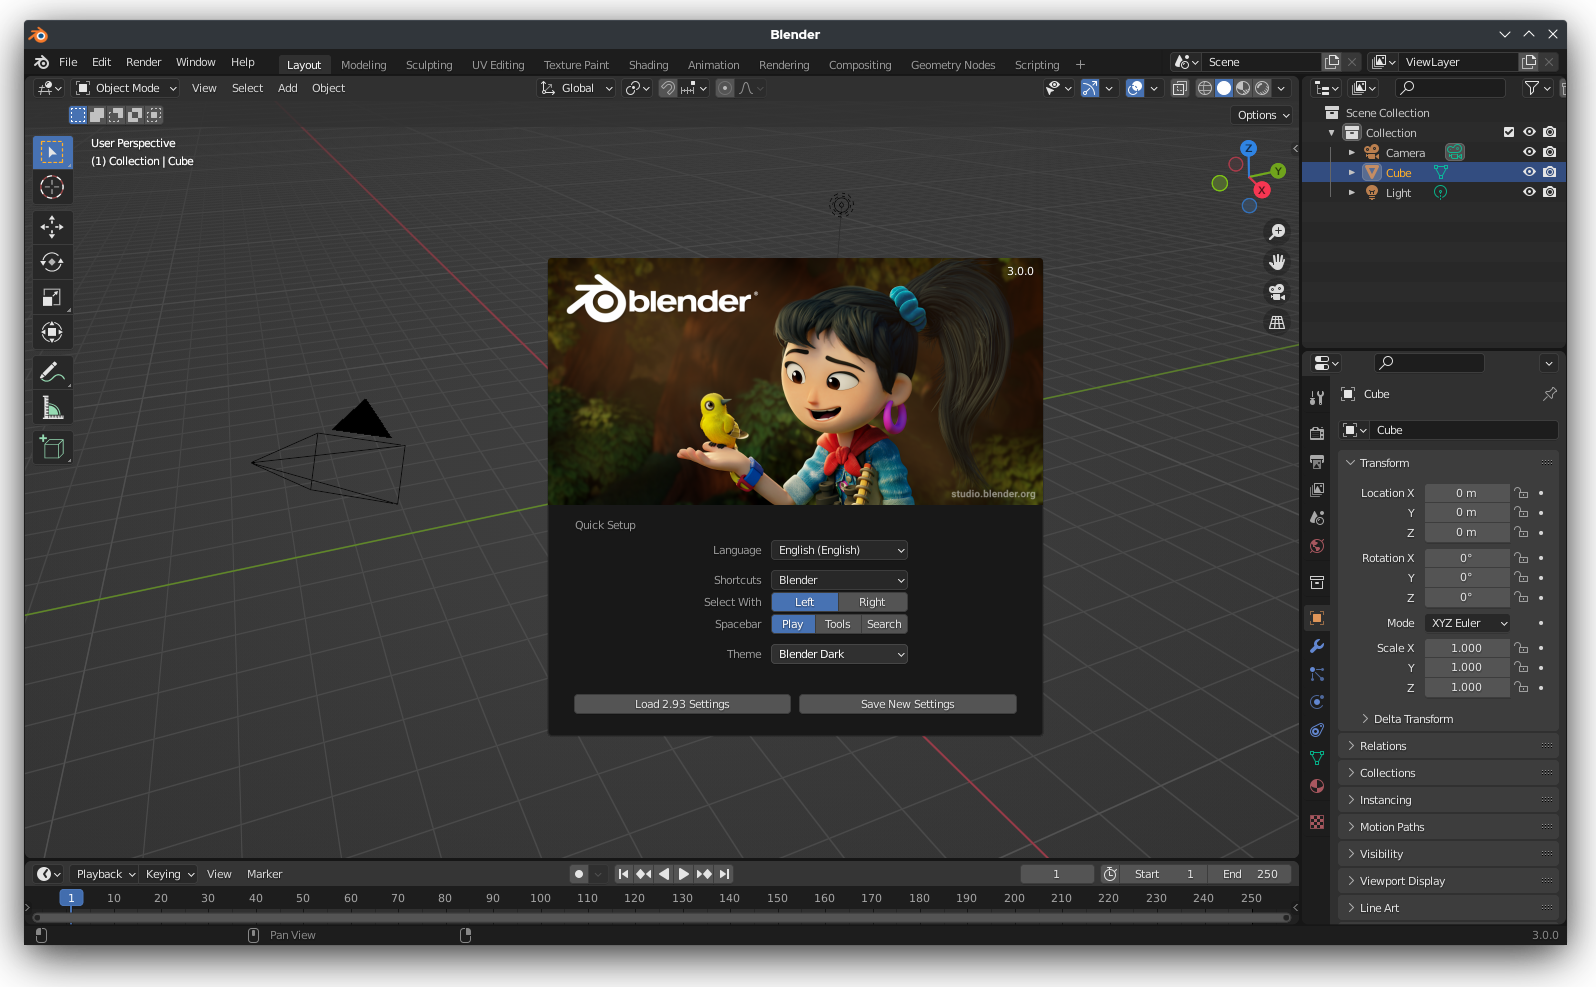 Blender
File Edit Render Window Help Layout Modeling Sculpting UV Editing Texture Paint Shading Animation Rendering Compositing Geometry Nodes Scripting + Scene ViewLayer
Object Mode View Select Add Object Global
Options
User Perspective
(1) Collection | Cube
Z
Y
X
Scene Collection
Collection
Camera
Cube
Light
3.0.0
blender
studio.blender.org
Quick Setup
Language English (English)
Shortcuts Blender
Select With Left Right
Spacebar Play Tools Search
Theme Blender Dark
Load 2.93 Settings Save New Settings
Cube
Cube
Transform
Location X 0 m
Y 0 m
Z 0 m
Rotation X 0°
Y 0°
Z 0°
Mode XYZ Euler
Scale X 1.000
Y 1.000
Z 1.000
Delta Transform
Relations
Collections
Instancing
Motion Paths
Visibility
Viewport Display
Line Art
Playback Keying View Marker 1 Start 1 End 250
1 10 20 30 40 50 60 70 80 90 100 110 120 130 140 150 160 170 180 190 200 210 220 230 240 250
Pan View
3.0.0